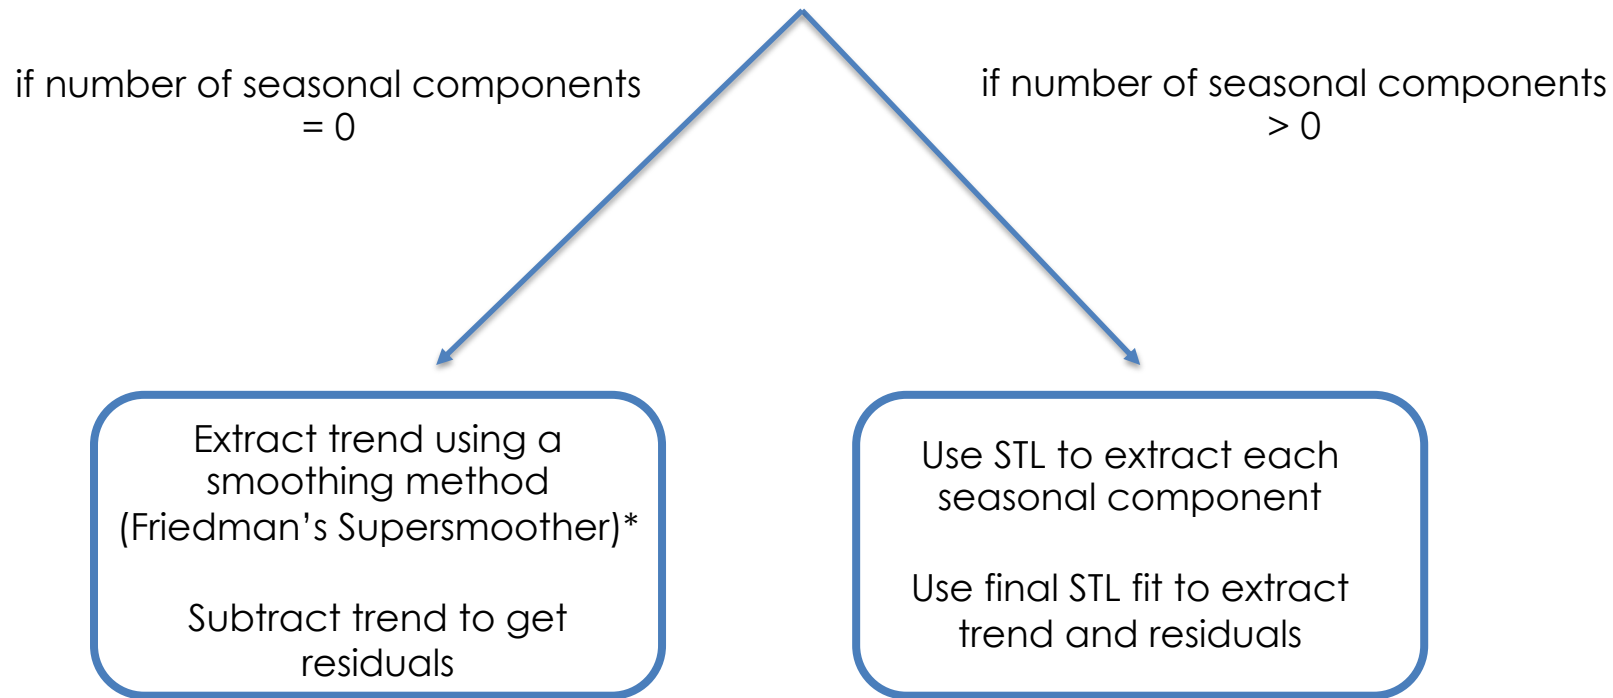 if number of seasonal components
= 0
if number of seasonal components
> 0
Extract trend using a
smoothing method
(Friedman’s Supersmoother)*
Subtract trend to get
residuals
Use STL to extract each
seasonal component
Use final STL fit to extract
trend and residuals